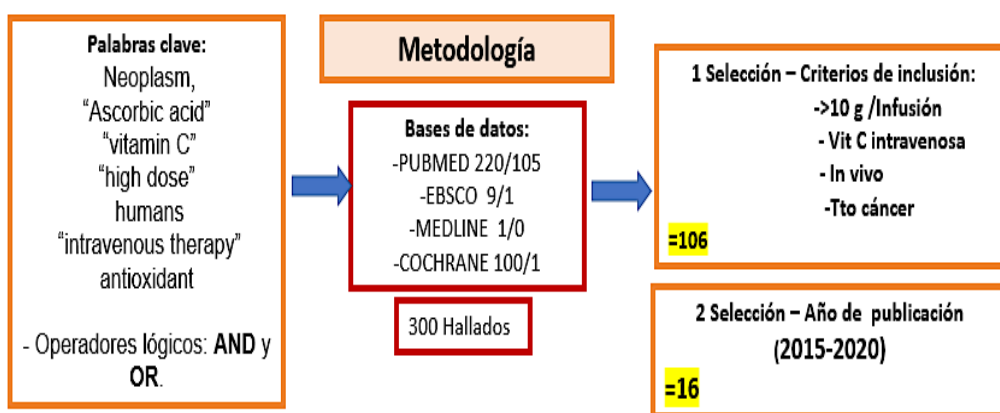 Palabras clave:
Neoplasm,
“Ascorbic acid”
“vitamin C”
“high dose”
humans
“intravenous therapy”
antioxidant
- Operadores lógicos: AND y
OR.
Metodología
Bases de datos:
-PUBMED 220/105
-EBSCO 9/1
-MEDLINE 1/0
-COCHRANE 100/1
300 Hallados
1 Selección – Criterios de inclusión:
->10 g /Infusión
- Vit C intravenosa
- In vivo
-Tto cáncer
=106
2 Selección – Año de publicación
(2015-2020)
=16